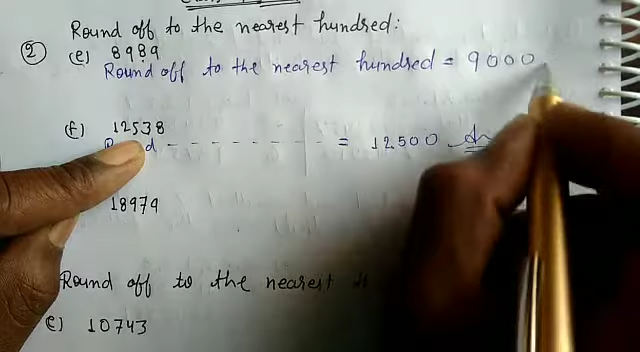 Round off to the nearest hundred:
② (e) 8989
Round off to the nearest hundred = 9000
(f) 12538
- - - - - - - - - = 12500
18979
Round off to the nearest
e) 10743